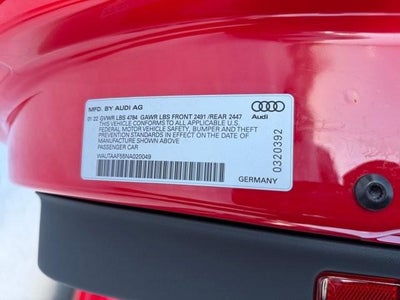 MFD. BY AUDI AG
01 22 GVWR LBS 4784 GAWR LBS FRONT 2491 /REAR 2447
THIS VEHICLE CONFORMS TO ALL APPLICABLE U.S.
FEDERAL MOTOR VEHICLE SAFETY, BUMPER AND THEFT
PREVENTION STANDARDS IN EFFECT ON THE DATE OF
MANUFACTURE SHOWN ABOVE
PASSENGER CAR
WAUTAAF55NA020049
Audi
0320392
GERMANY